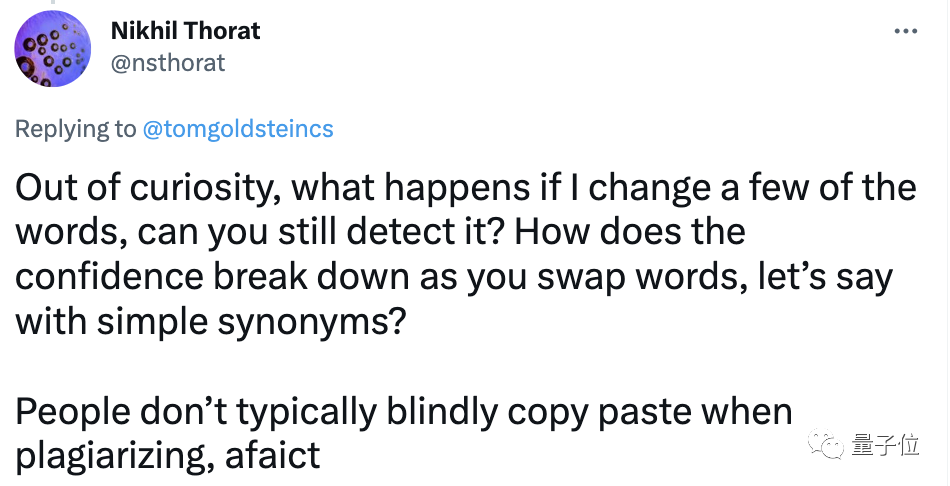 Nikhil Thorat
@nsthorat
Replying to @tomgoldsteincs
Out of curiosity, what happens if I change a few of the
words, can you still detect it? How does the
confidence break down as you swap words, let’s say
with simple synonyms?
People don’t typically blindly copy paste when
plagiarizing, afaict
量子位